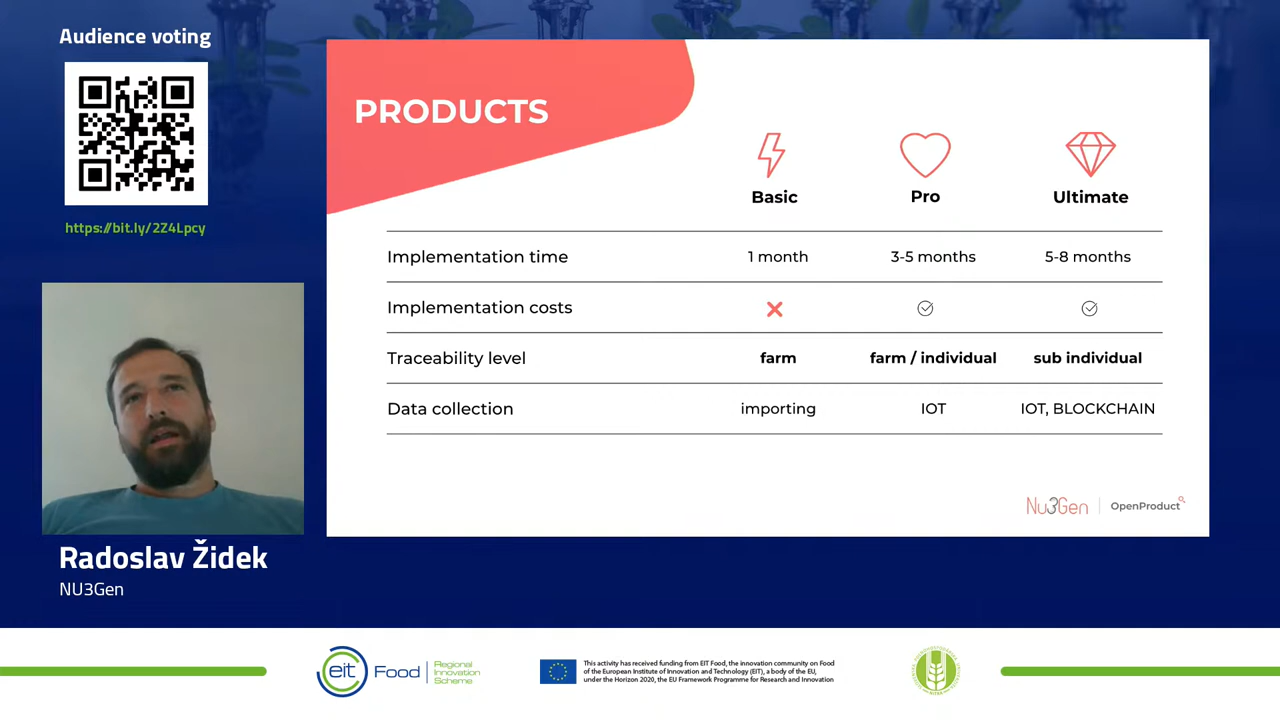 Audience voting
https://bit.ly/2Z4Lpcy
PRODUCTS
Basic Pro Ultimate
Implementation time 1 month 3-5 months 5-8 months
Implementation costs
Traceability level farm farm / individual sub individual
Data collection importing IOT IOT, BLOCKCHAIN
Nu3Gen OpenProduct
Radoslav Židek
NU3Gen
eit Food Regional
Innovation
Scheme
This activity has received funding from EIT Food, the innovation community on Food
of the European Institute of Innovation and Technology (EIT), a body of the EU,
under the Horizon 2020, the EU Framework Programme for Research and Innovation